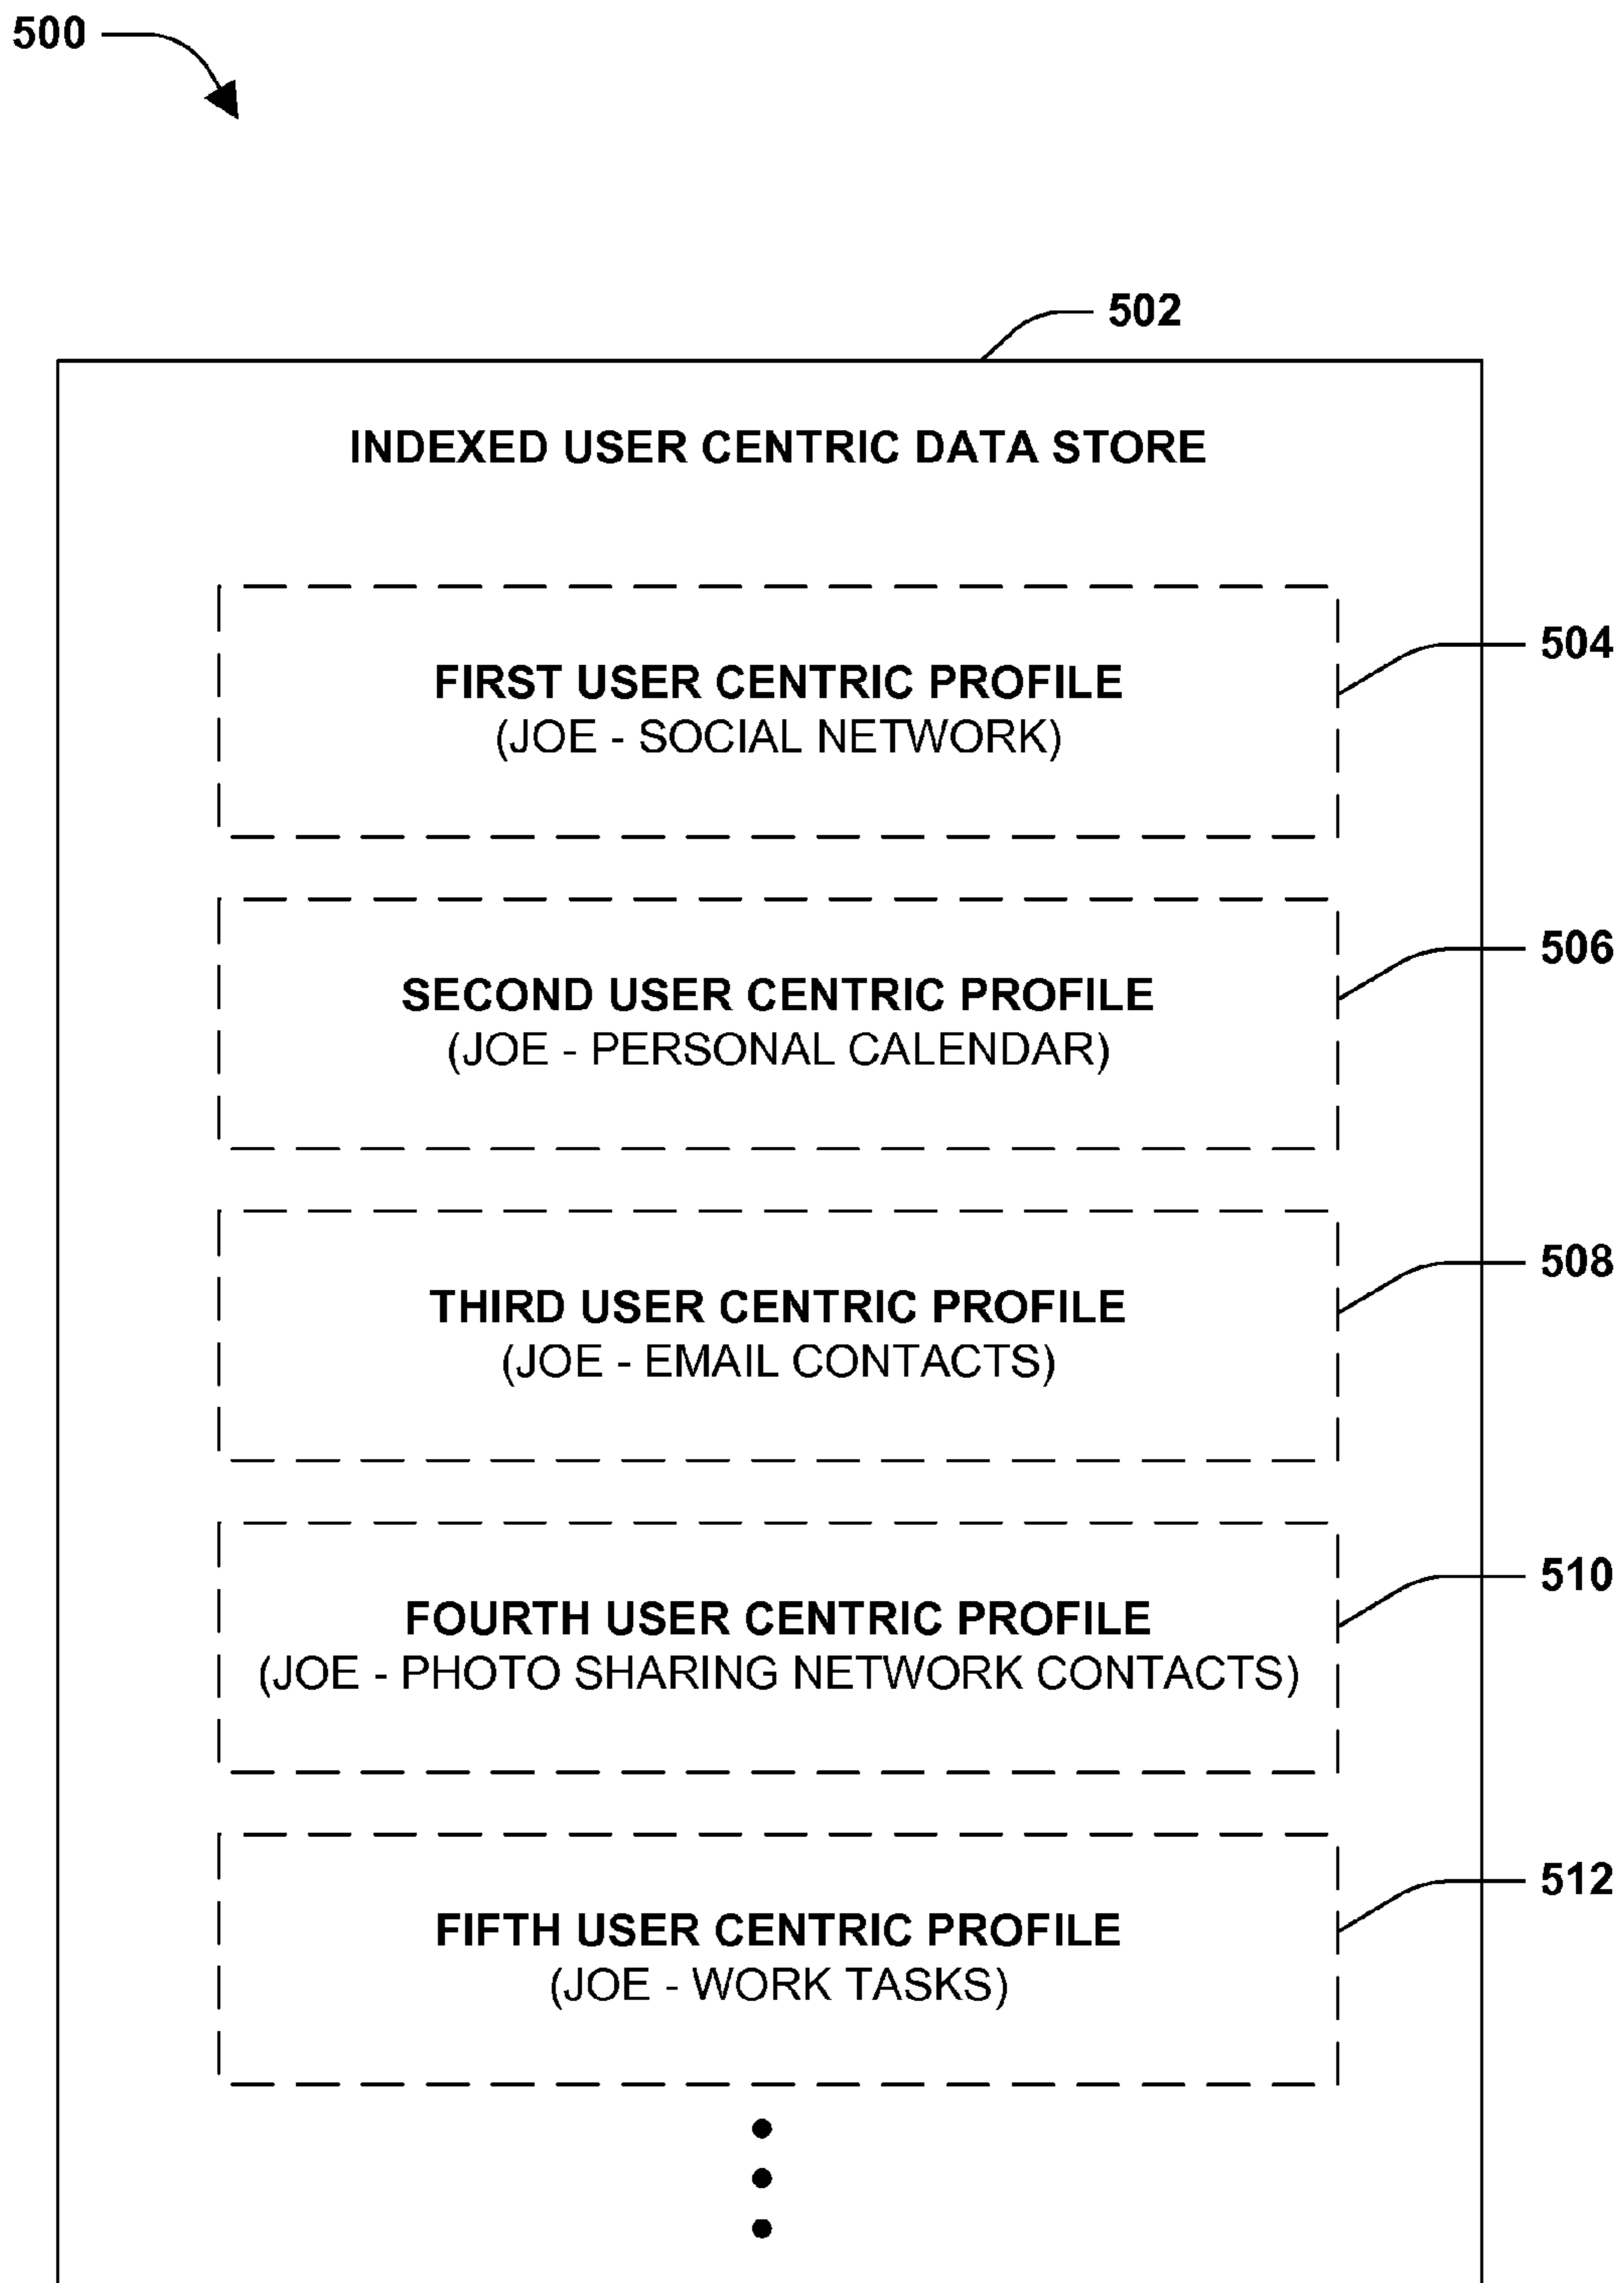 500
502
INDEXED USER CENTRIC DATA STORE
504
FIRST USER CENTRIC PROFILE
(JOE - SOCIAL NETWORK)
506
SECOND USER CENTRIC PROFILE
(JOE - PERSONAL CALENDAR)
508
THIRD USER CENTRIC PROFILE
(JOE - EMAIL CONTACTS)
510
FOURTH USER CENTRIC PROFILE
(JOE - PHOTO SHARING NETWORK CONTACTS)
512
FIFTH USER CENTRIC PROFILE
(JOE - WORK TASKS)